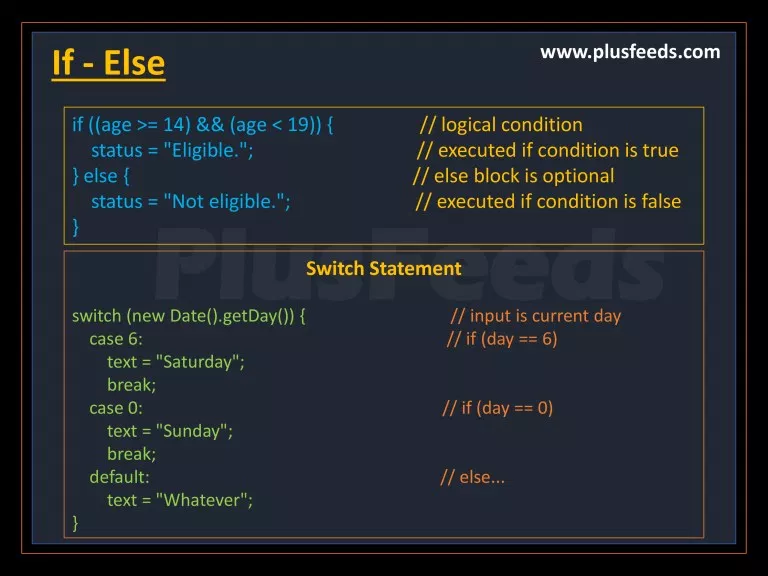 If - Else
www.plusfeeds.com
if ((age >= 14) && (age < 19)) { // logical condition
status = "Eligible."; // executed if condition is true
} else { // else block is optional
status = "Not eligible."; // executed if condition is false
}
PlusFeeds
Switch Statement
switch (new Date().getDay()) { // input is current day
case 6: // if (day == 6)
text = "Saturday";
break;
case 0: // if (day == 0)
text = "Sunday";
break;
default: // else...
text = "Whatever";
}